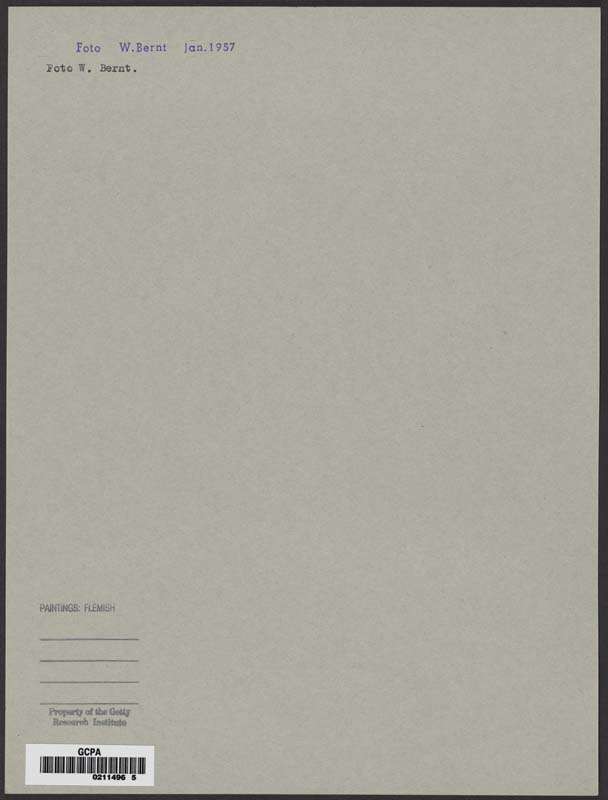 Foto W.Bernt Jan.1957
Foto W. Bernt.
PAINTINGS: FLEMISH
Property of the Getty
Research Institute
GCPA
0211496 5